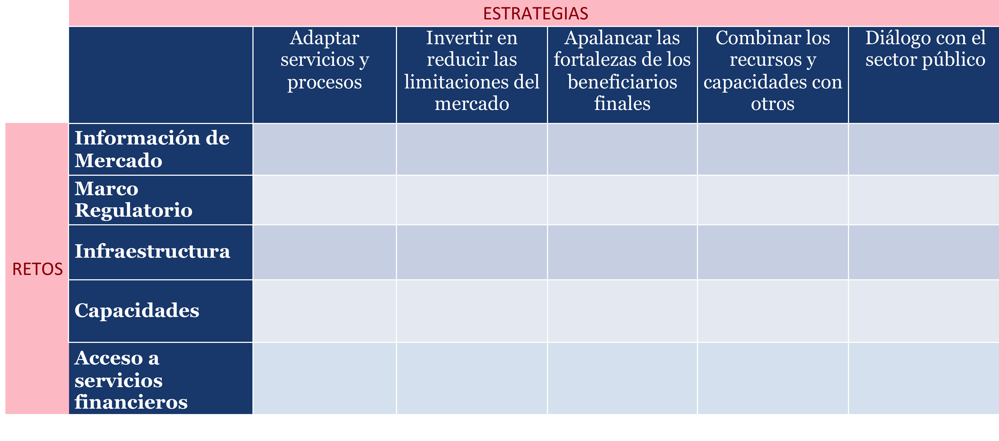 ESTRATEGIAS
Adaptar
servicios y
procesos
Invertir en
reducir las
limitaciones del
mercado
Apalancar las
fortalezas de los
beneficiarios
finales
Combinar los
recursos y
capacidades con
otros
Diálogo con el
sector público
RETOS
Información de
Mercado
Marco
Regulatorio
Infraestructura
Capacidades
Acceso a
servicios
financieros